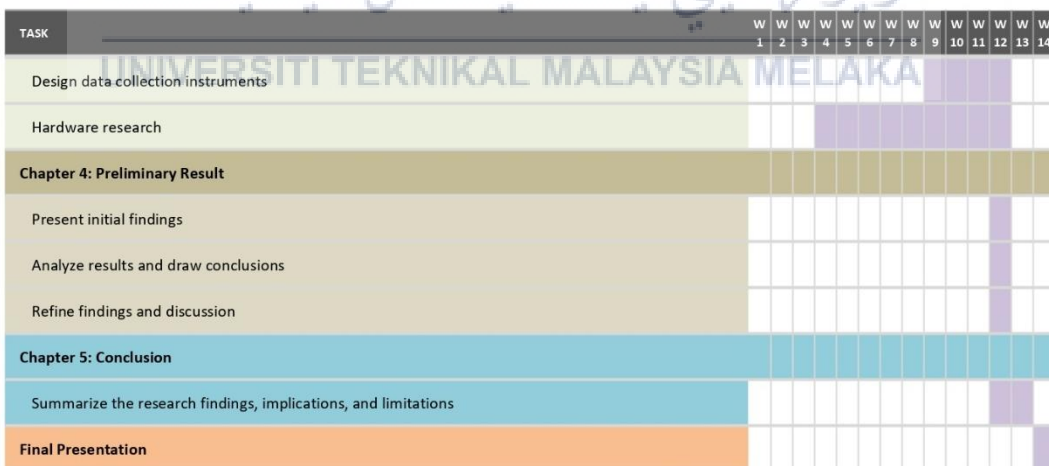 TASK W W W W W W W W W W W W W W
1 2 3 4 5 6 7 8 9 10 11 12 13 14
UNIVERSITI TEKNIKAL MALAYSIA MELAKA
Design data collection instruments
Hardware research
Chapter 4: Preliminary Result
Present initial findings
Analyze results and draw conclusions
Refine findings and discussion
Chapter 5: Conclusion
Summarize the research findings, implications, and limitations
Final Presentation